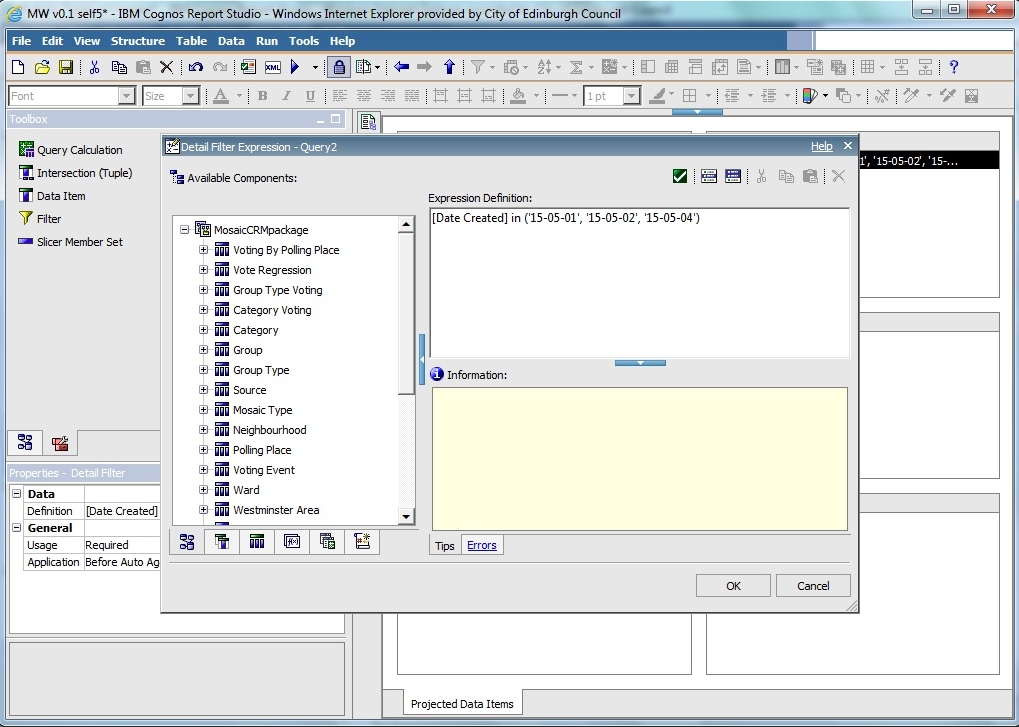 MW v0.1 self5* - IBM Cognos Report Studio - Windows Internet Explorer provided by City of Edinburgh Council
File Edit View Structure Table Data Run Tools Help
Font Size 1 pt
Toolbox
Query Calculation
Intersection (Tuple)
Data Item
Filter
Slicer Member Set
Detail Filter Expression - Query2 Help
Available Components:
MosaicCRMpackage
Voting By Polling Place
Vote Regression
Group Type Voting
Category Voting
Category
Group
Group Type
Source
Mosaic Type
Neighbourhood
Polling Place
Voting Event
Ward
Westminster Area
Expression Definition:
[Date Created] in ('15-05-01', '15-05-02', '15-05-04')
Information:
Tips Errors
OK Cancel
1', '15-05-02', '15-...
Properties - Detail Filter
Data
Definition [Date Created]
General
Usage Required
Application Before Auto Ag
Projected Data Items